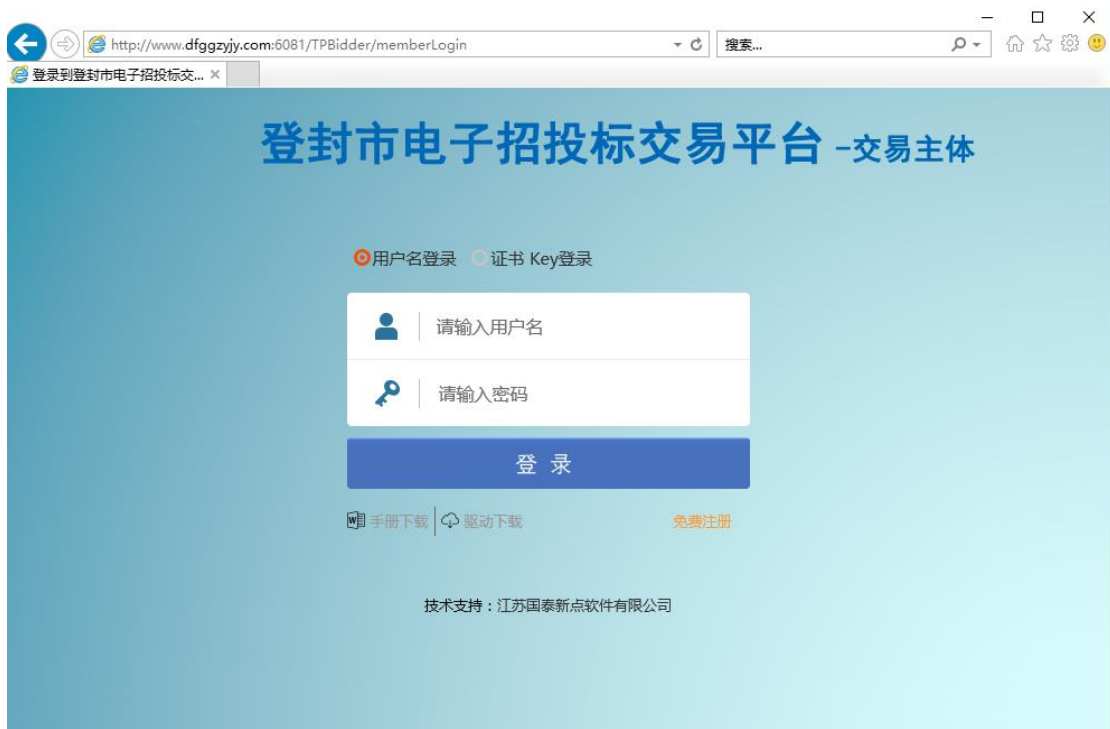 http://www.dfggzyjy.com:6081/TPBidder/memberLogin
搜索...
登录到登封市电子招投标交...
登封市电子招投标交易平台 -交易主体
用户名登录 证书 Key登录
请输入用户名
请输入密码
登 录
手册下载 驱动下载 免费注册
技术支持：江苏国泰新点软件有限公司